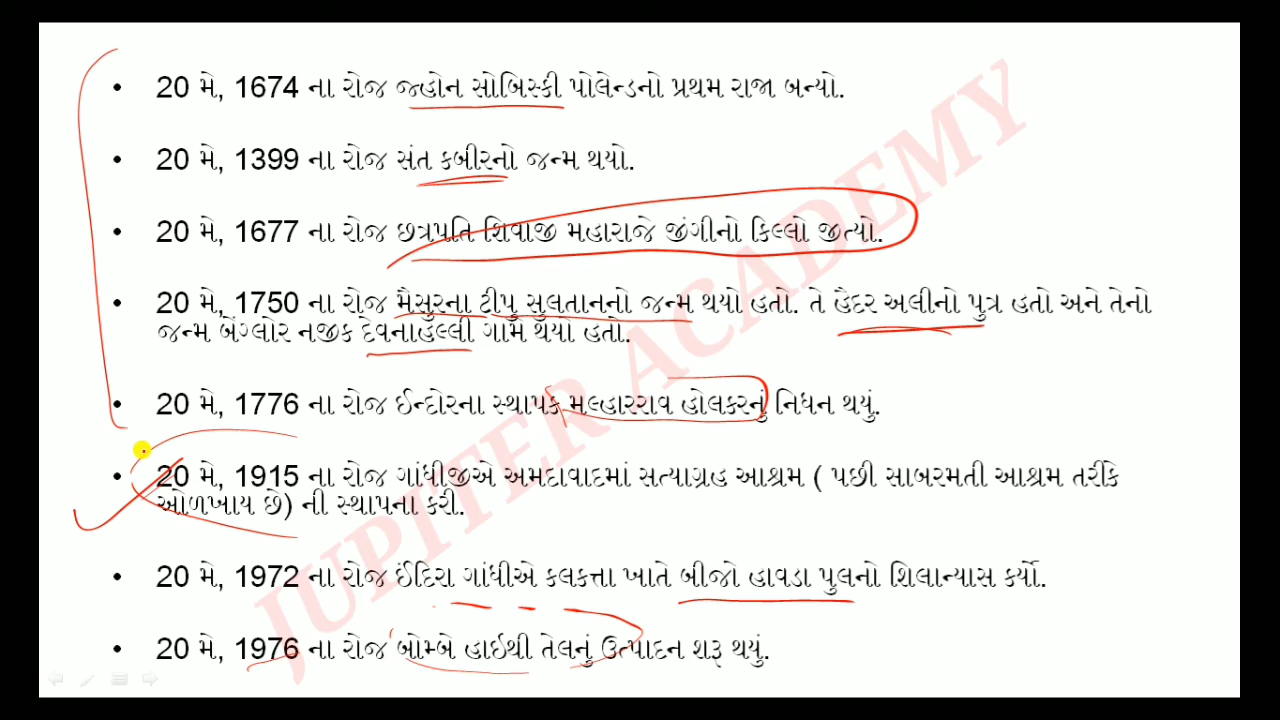 • 20 મે, 1674 ના રોજ જ્હોન સોબિસ્કી પોલેન્ડનો પ્રથમ રાજા બન્યો.
• 20 મે, 1399 ના રોજ સંત કબીરનો જન્મ થયો.
• 20 મે, 1677 ના રોજ છત્રપતિ શિવાજી મહારાજે જીંગીનો કિલ્લો જીત્યો.
• 20 મે, 1750 ના રોજ મૈસુરના ટીપુ સુલતાનનો જન્મ થયો હતો. તે હૈદર અલીનો પુત્ર હતો અને તેનો
જન્મ બેંગ્લોર નજીક દેવનાહલ્લી ગામે થયો હતો.
• 20 મે, 1776 ના રોજ ઈન્દોરના સ્થાપક મલ્હારરાવ હોલકરનું નિધન થયું.
• 20 મે, 1915 ના રોજ ગાંધીજીએ અમદાવાદમાં સત્યાગ્રહ આશ્રમ ( પછી સાબરમતી આશ્રમ તરીકે
ઓળખાય છે) ની સ્થાપના કરી.
• 20 મે, 1972 ના રોજ ઈંદિરા ગાંધીએ કલકત્તા ખાતે બીજો હાવડા પુલનો શિલાન્યાસ કર્યો.
• 20 મે, 1976 ના રોજ બોમ્બે હાઇથી તેલનું ઉત્પાદન શરૂ થયું.
JUPITER ACADEMY